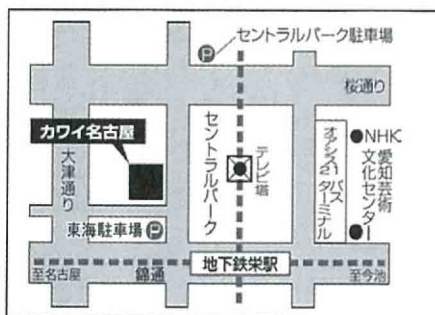 P セントラルパーク駐車場
桜通り
カワイ名古屋
大津通り
セントラルパーク
テレビ塔
オアシス21
バスターミナル
NHK
愛知芸術
文化センター
東海駐車場 P
地下鉄栄駅
至名古屋
錦通
至今池